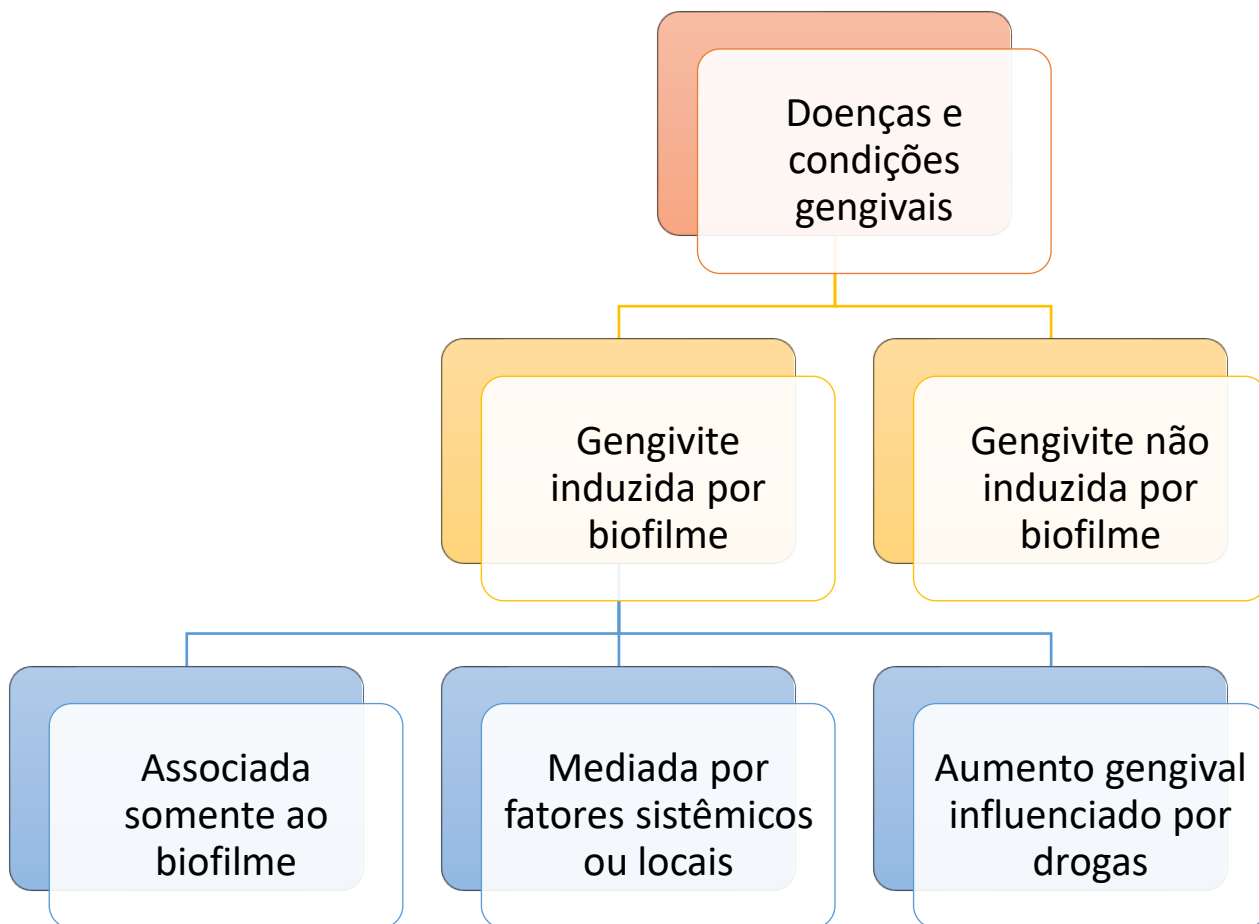 Doenças e
condições
gengivais
Gengivite
induzida por
biofilme
Gengivite não
induzida por
biofilme
Associada
somente ao
biofilme
Mediada por
fatores sistêmicos
ou locais
Aumento gengival
influenciado por
drogas